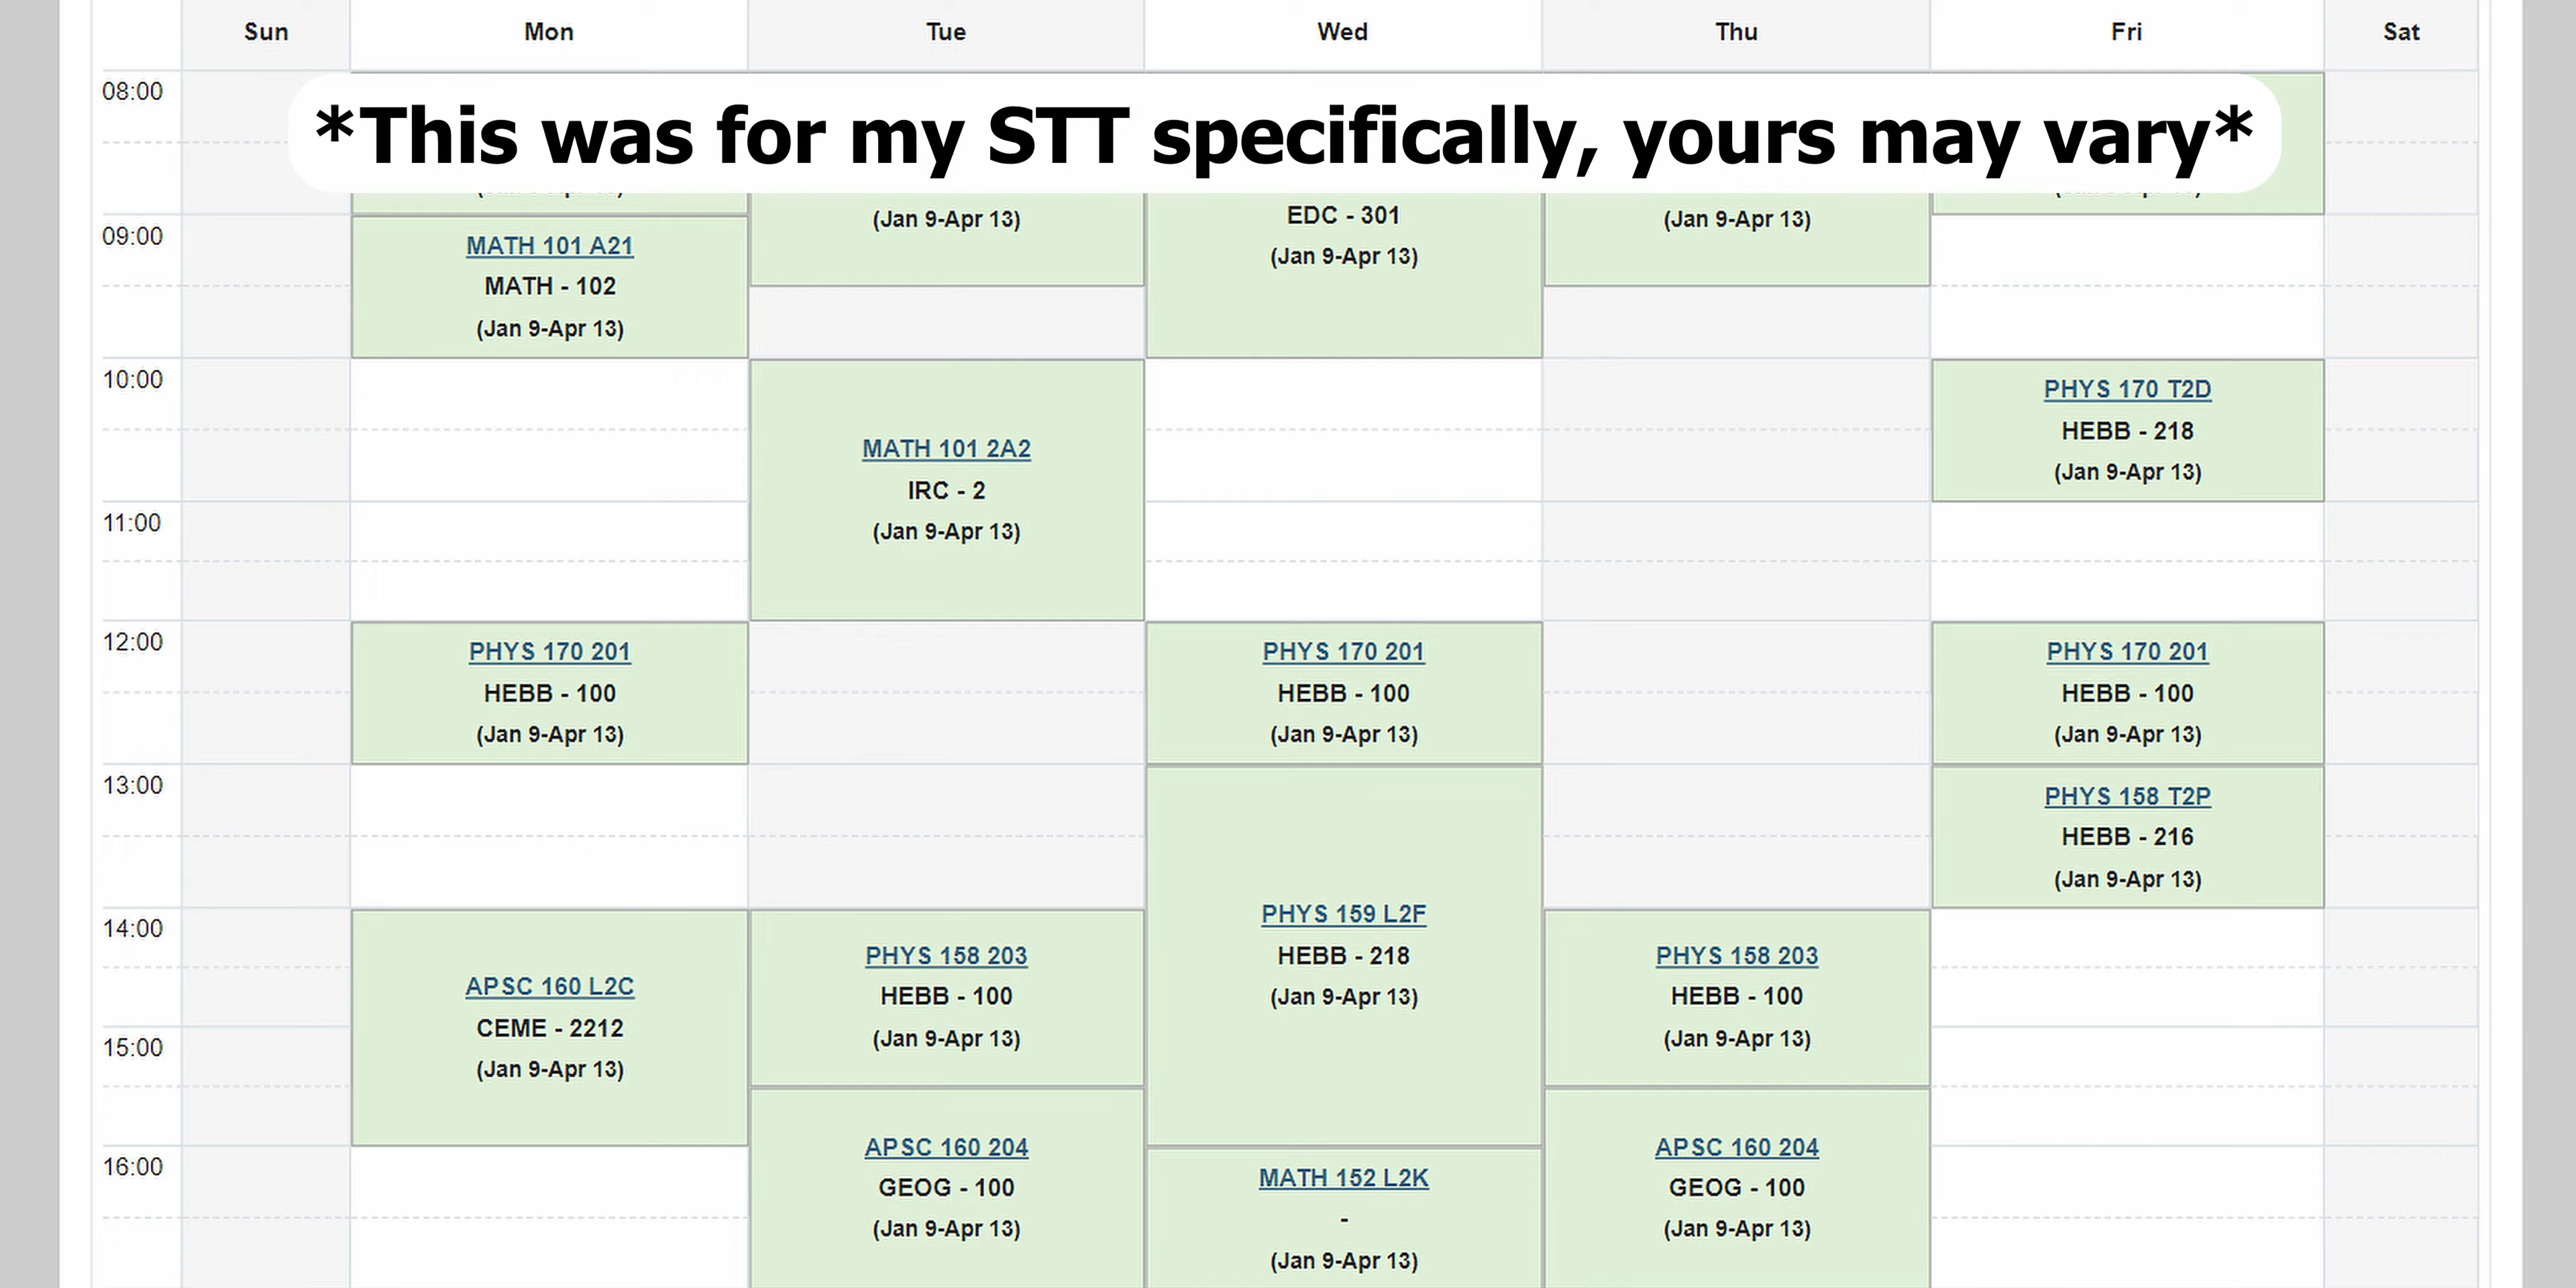 Sun Mon Tue Wed Thu Fri Sat
08:00
*This was for my STT specifically, yours may vary*
09:00
(Jan 9-Apr 13)
EDC - 301
(Jan 9-Apr 13)
(Jan 9-Apr 13)
MATH 101 A21
MATH - 102
(Jan 9-Apr 13)
10:00
MATH 101 2A2
IRC - 2
(Jan 9-Apr 13)
PHYS 170 T2D
HEBB - 218
(Jan 9-Apr 13)
11:00
12:00
PHYS 170 201
HEBB - 100
(Jan 9-Apr 13)
PHYS 170 201
HEBB - 100
(Jan 9-Apr 13)
PHYS 170 201
HEBB - 100
(Jan 9-Apr 13)
13:00
PHYS 159 L2F
HEBB - 218
(Jan 9-Apr 13)
PHYS 158 T2P
HEBB - 216
(Jan 9-Apr 13)
14:00
APSC 160 L2C
CEME - 2212
(Jan 9-Apr 13)
PHYS 158 203
HEBB - 100
(Jan 9-Apr 13)
PHYS 158 203
HEBB - 100
(Jan 9-Apr 13)
15:00
APSC 160 204
GEOG - 100
(Jan 9-Apr 13)
APSC 160 204
GEOG - 100
(Jan 9-Apr 13)
16:00
MATH 152 L2K
-
(Jan 9-Apr 13)